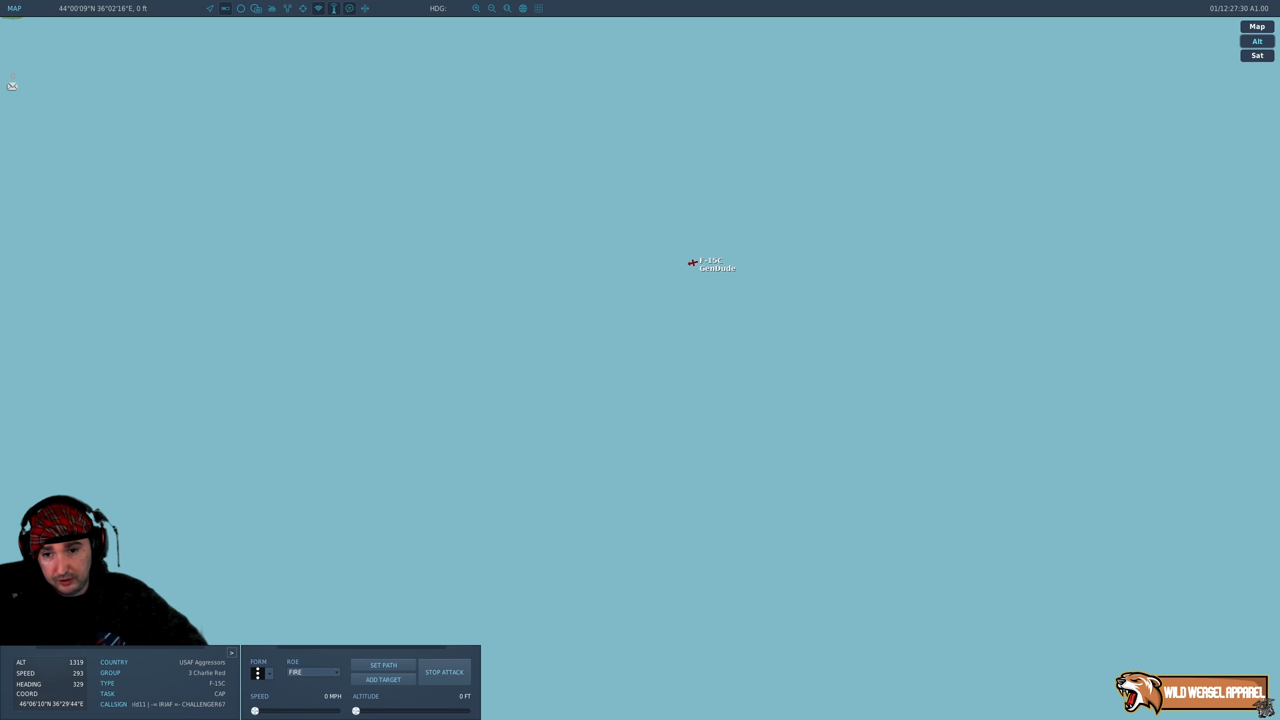 MAP
44°00'09"N 36°02'16"E, 0 ft
HDG:
01/12:27:30 A1.00
Map
Alt
Sat
F-15C
GenDude
ALT 1319
SPEED 293
HEADING 329
COORD
46°06'10"N 36°29'44"E
COUNTRY USAF Aggressors
GROUP 3 Charlie Red
TYPE F-15C
TASK CAP
CALLSIGN ild11 | -= IRIAF =- CHALLENGER67
>
FORM
ROE
FIRE
SET PATH
ADD TARGET
STOP ATTACK
SPEED 0 MPH
ALTITUDE 0 FT
WILD WEASEL APPAREL